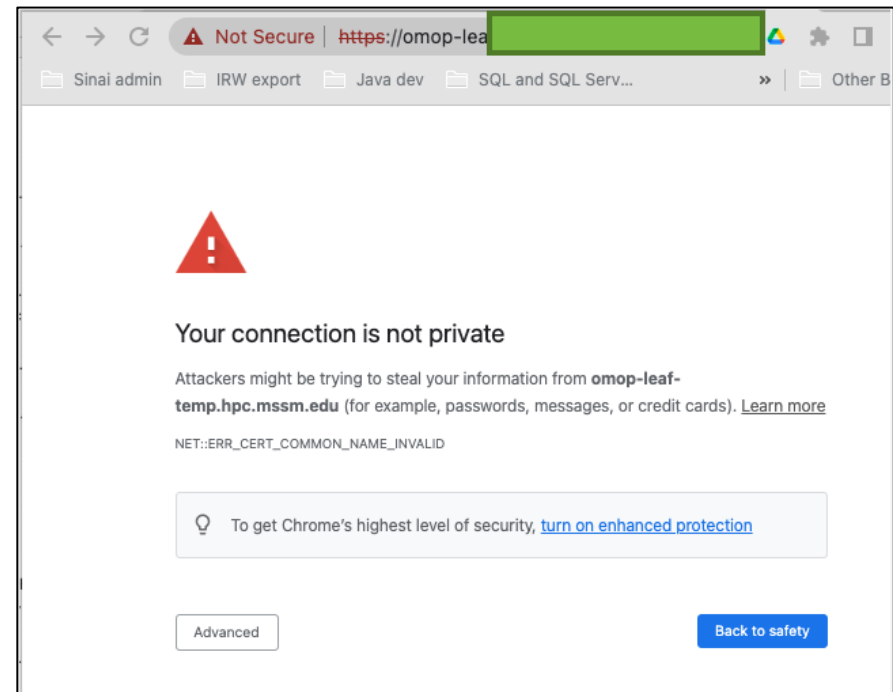 Not Secure | https://omop-lea
Sinai admin IRW export Java dev SQL and SQL Serv... » Other B
Your connection is not private
Attackers might be trying to steal your information from omop-leaf-
temp.hpc.mssm.edu (for example, passwords, messages, or credit cards). Learn more
NET::ERR_CERT_COMMON_NAME_INVALID
To get Chrome's highest level of security, turn on enhanced protection
Advanced Back to safety